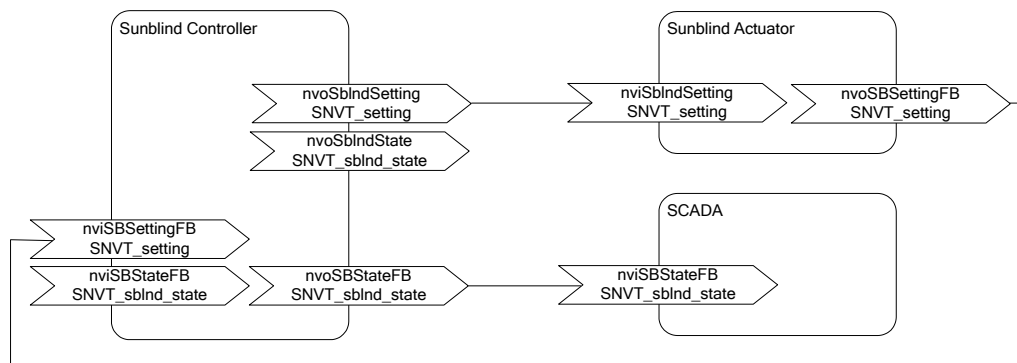 Sunblind Controller
nvoSblndSetting
SNVT_setting
nvoSblndState
SNVT_sblnd_state
nviSBSettingFB
SNVT_setting
nviSBStateFB
SNVT_sblnd_state
nvoSBStateFB
SNVT_sblnd_state
Sunblind Actuator
nviSblndSetting
SNVT_setting
nvoSBSettingFB
SNVT_setting
SCADA
nviSBStateFB
SNVT_sblnd_state